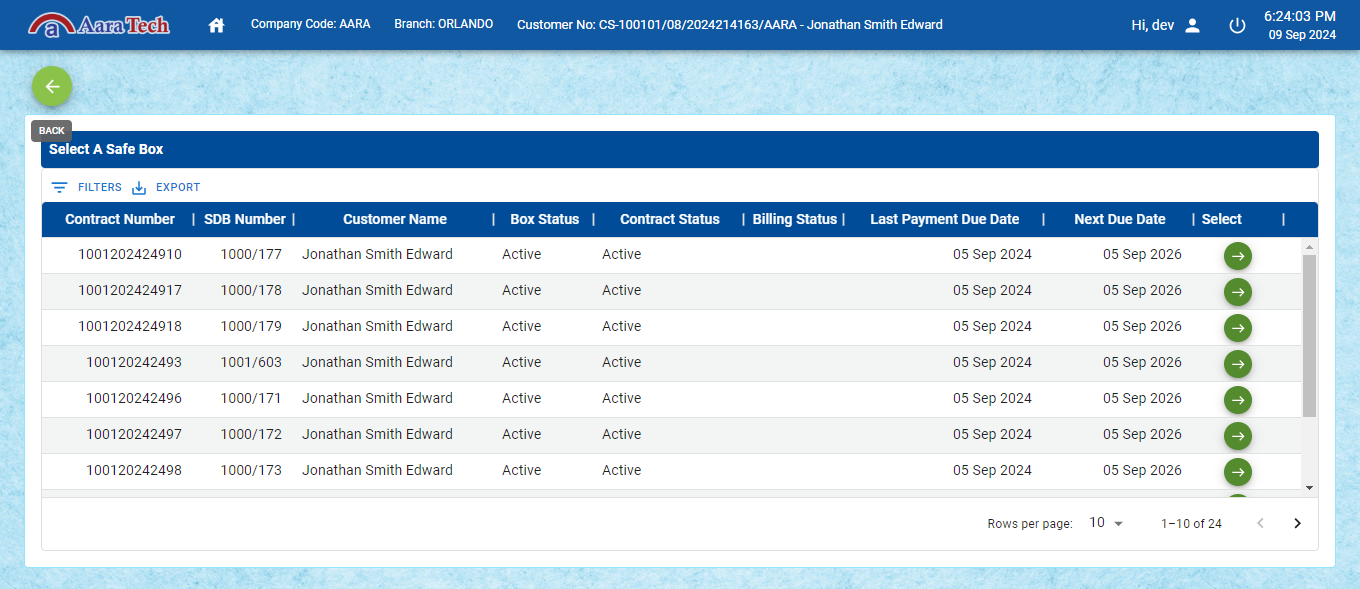 AaraTech Company Code: AARA Branch: ORLANDO Customer No: CS-100101/08/2024214163/AARA - Jonathan Smith Edward Hi, dev 6:24:03 PM
09 Sep 2024
BACK
Select A Safe Box
FILTERS EXPORT
Contract Number | SDB Number | Customer Name | Box Status | Contract Status | Billing Status | Last Payment Due Date | Next Due Date | Select |
1001202424910 1000/177 Jonathan Smith Edward Active Active 05 Sep 2024 05 Sep 2026
1001202424917 1000/178 Jonathan Smith Edward Active Active 05 Sep 2024 05 Sep 2026
1001202424918 1000/179 Jonathan Smith Edward Active Active 05 Sep 2024 05 Sep 2026
100120242493 1001/603 Jonathan Smith Edward Active Active 05 Sep 2024 05 Sep 2026
100120242496 1000/171 Jonathan Smith Edward Active Active 05 Sep 2024 05 Sep 2026
100120242497 1000/172 Jonathan Smith Edward Active Active 05 Sep 2024 05 Sep 2026
100120242498 1000/173 Jonathan Smith Edward Active Active 05 Sep 2024 05 Sep 2026
Rows per page: 10 1–10 of 24